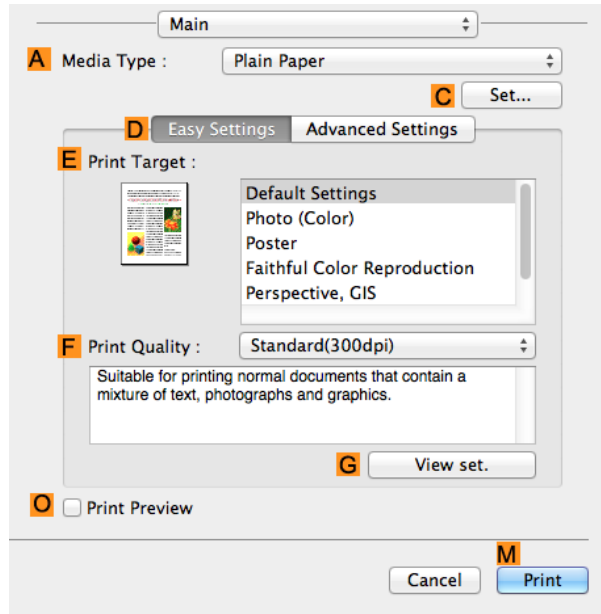 Main
A Media Type : Plain Paper
C Set...
D Easy Settings Advanced Settings
E Print Target :
Default Settings
Photo (Color)
Poster
Faithful Color Reproduction
Perspective, GIS
F Print Quality : Standard(300dpi)
Suitable for printing normal documents that contain a
mixture of text, photographs and graphics.
G View set.
O Print Preview
M
Cancel Print